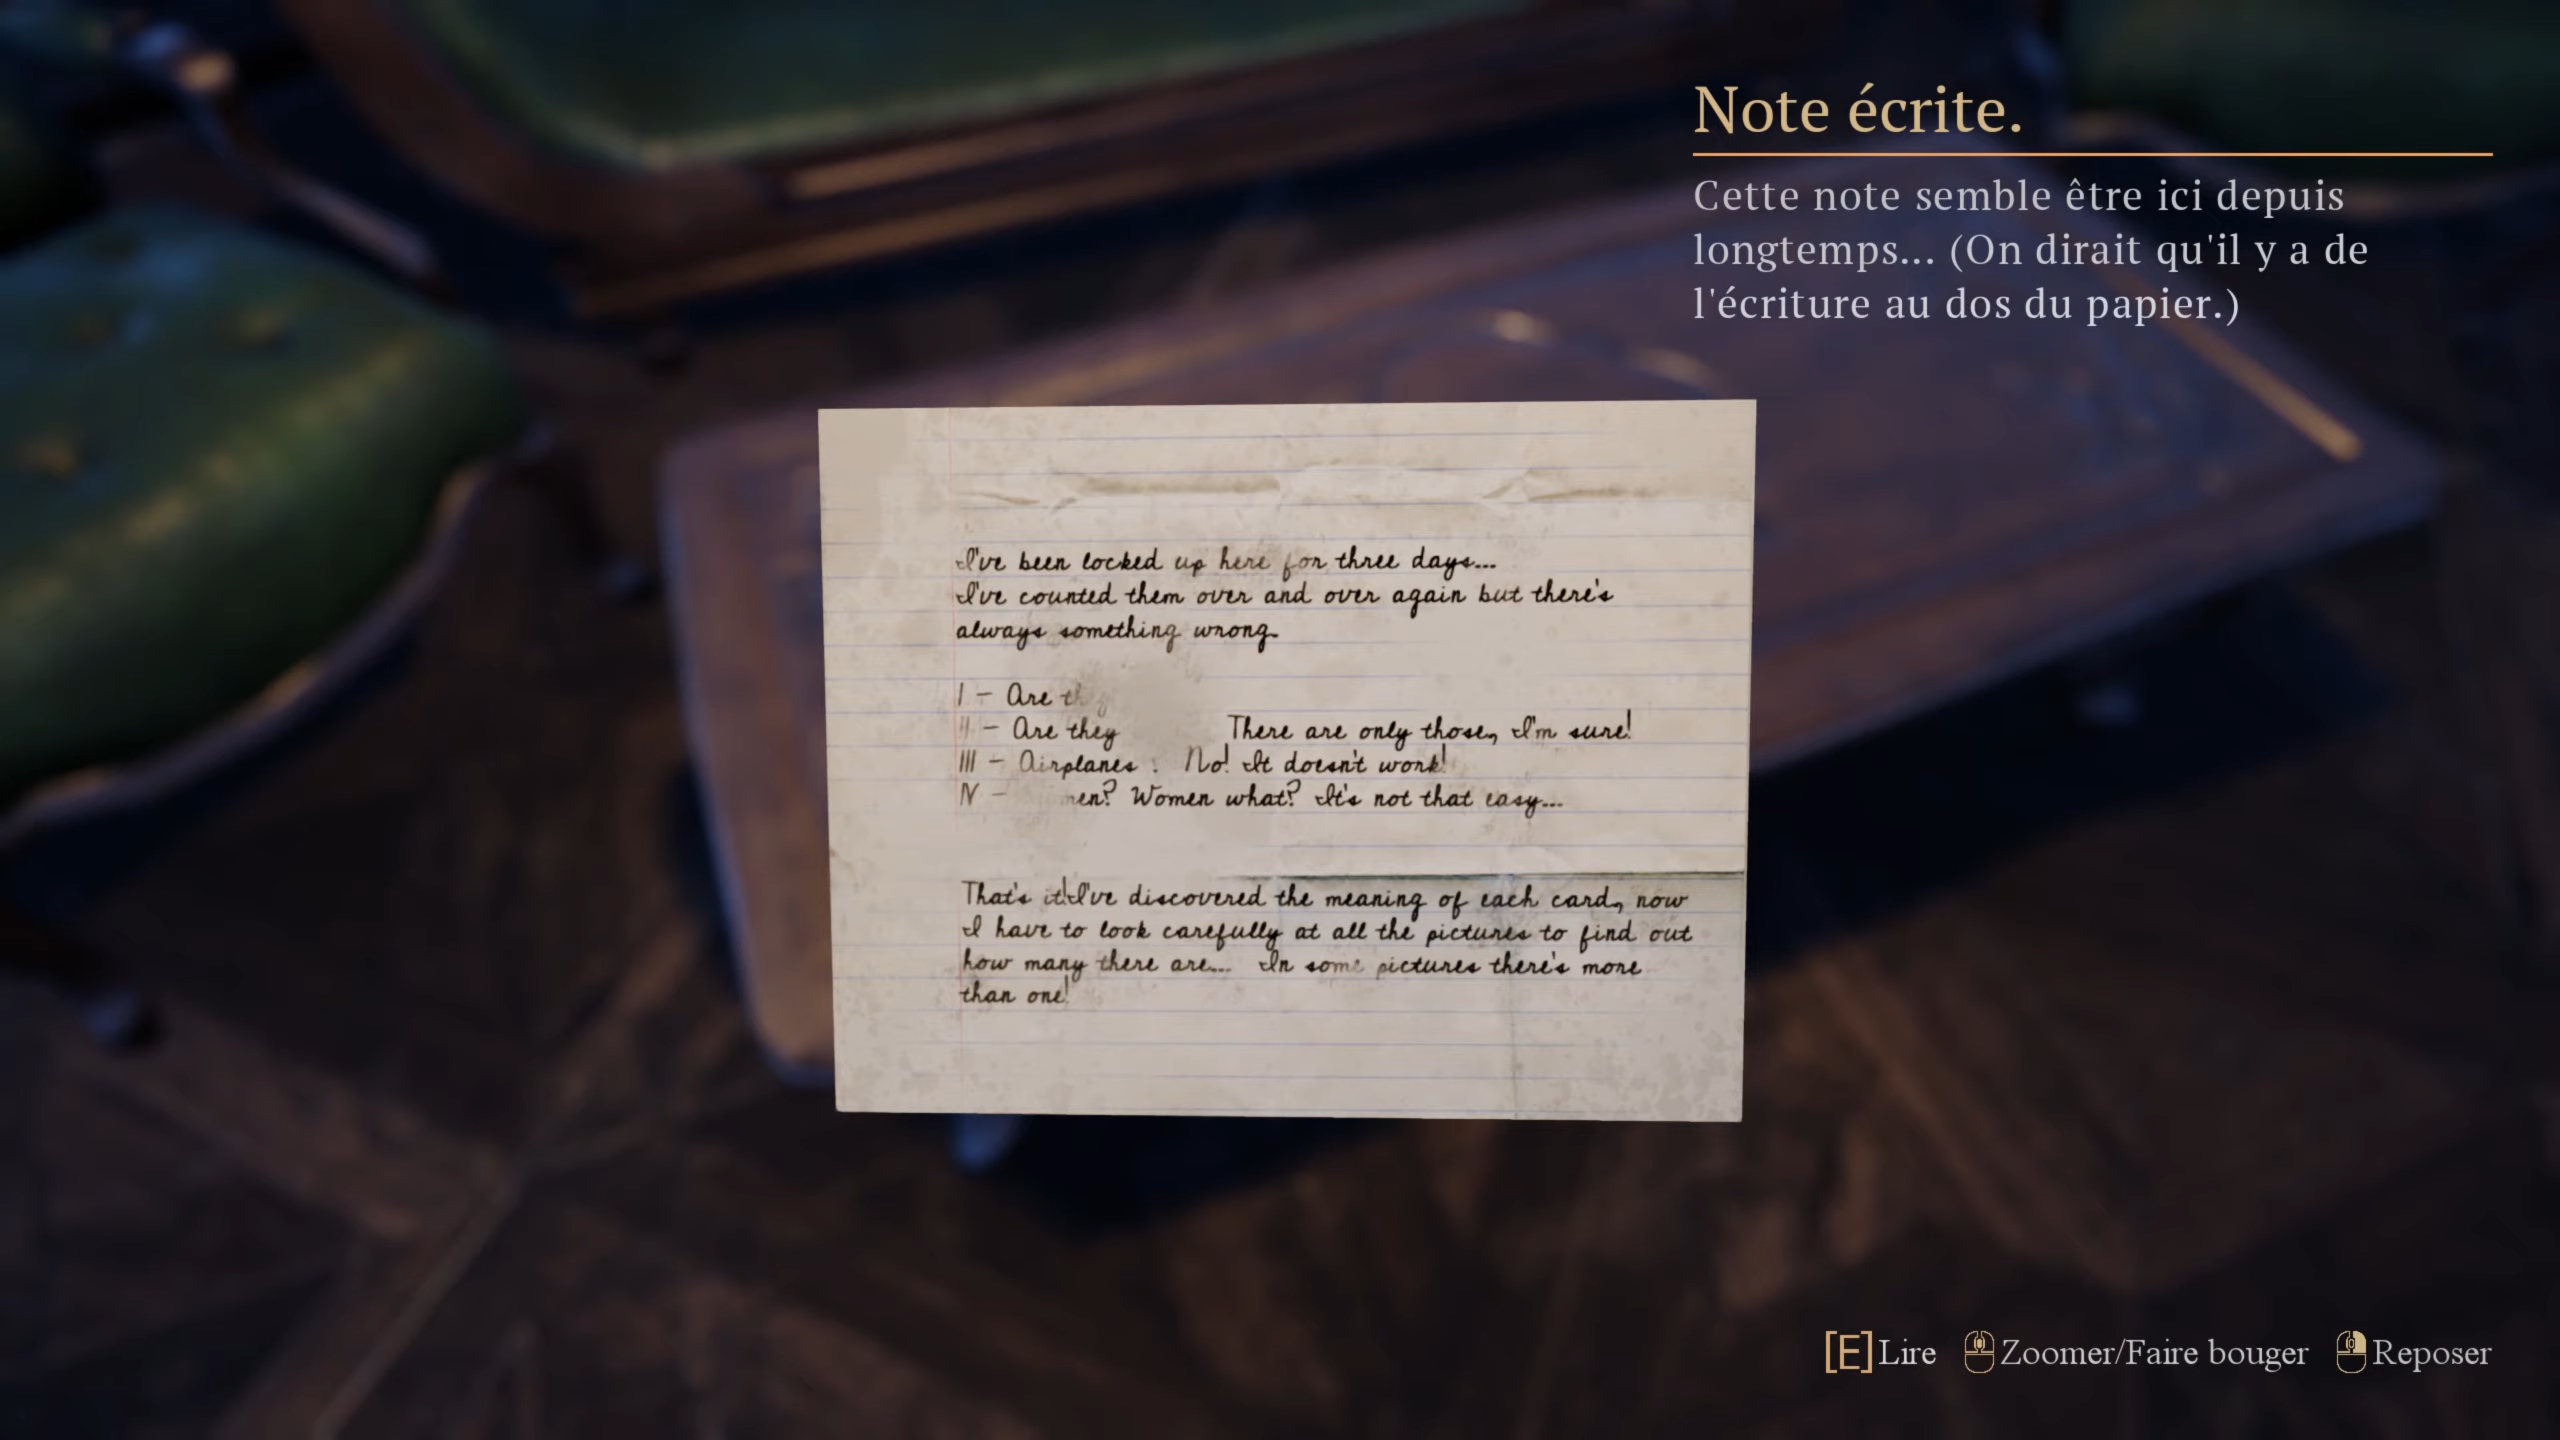 Note écrite.
Cette note semble être ici depuis
longtemps... (On dirait qu'il y a de
l'écriture au dos du papier.)
I've been locked up here for three days...
I've counted them over and over again but there's
always something wrong.
I - Are they
II - Are they There are only those, I'm sure!
III - Airplanes : No! It doesn't work!
IV - men? Women what? It's not that easy...
That's it! I've discovered the meaning of each card, now
I have to look carefully at all the pictures to find out
how many there are... In some pictures there's more
than one!
[E] Lire Zoomer/Faire bouger Reposer